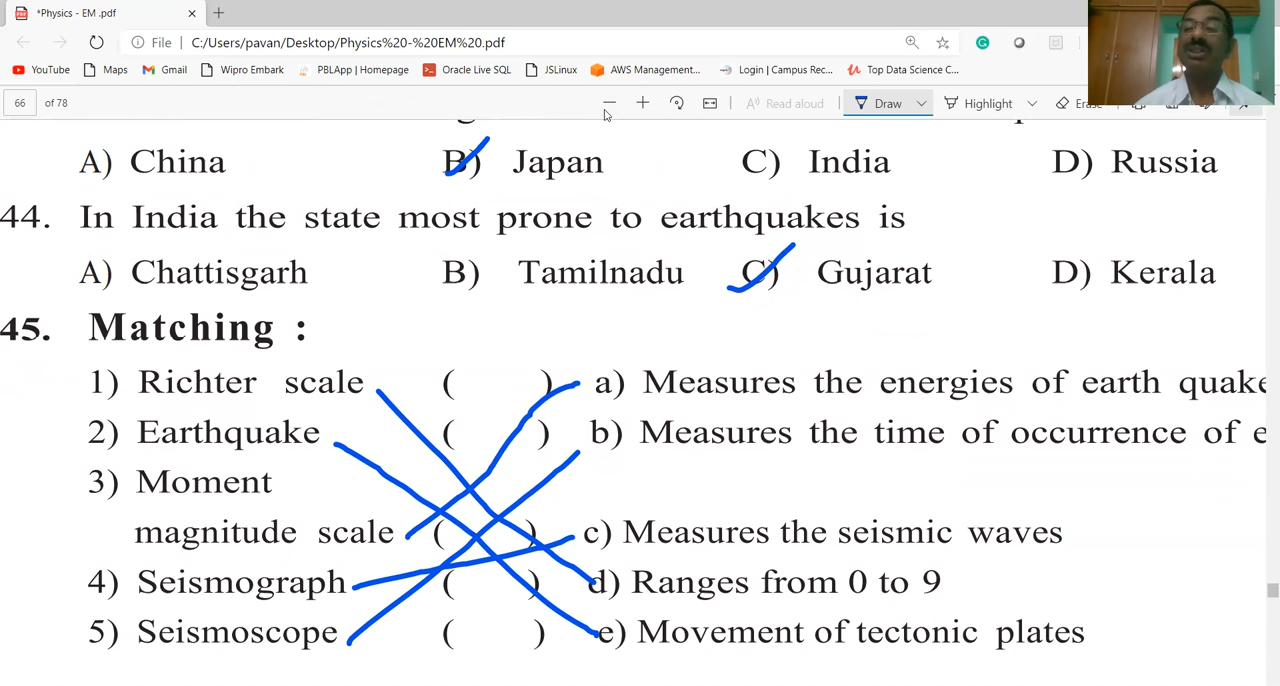 *Physics - EM .pdf
File | C:/Users/pavan/Desktop/Physics%20-%20EM%20.pdf
YouTube Maps Gmail Wipro Embark PBLApp | Homepage Oracle Live SQL JSLinux AWS Management... Login | Campus Rec... Top Data Science C...
66 of 78 Read aloud Draw Highlight Erase
A) China B) Japan C) India D) Russia
44. In India the state most prone to earthquakes is
A) Chattisgarh B) Tamilnadu C) Gujarat D) Kerala
45. Matching :
1) Richter scale ( ) a) Measures the energies of earth quake
2) Earthquake ( ) b) Measures the time of occurrence of e
3) Moment
magnitude scale ( ) c) Measures the seismic waves
4) Seismograph ( ) d) Ranges from 0 to 9
5) Seismoscope ( ) e) Movement of tectonic plates